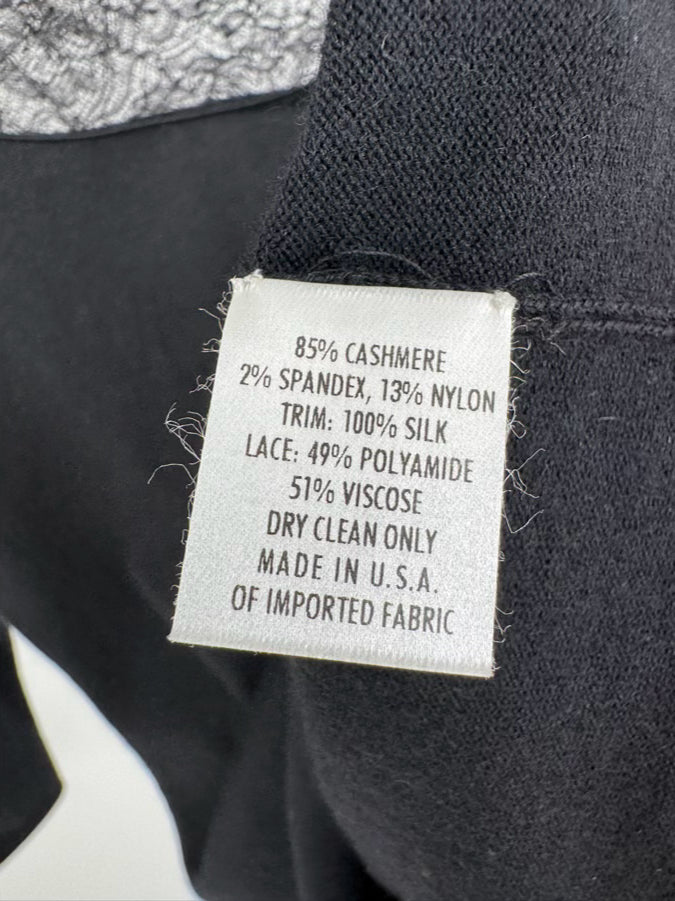 85% CASHMERE
2% SPANDEX, 13% NYLON
TRIM: 100% SILK
LACE: 49% POLYAMIDE
51% VISCOSE
DRY CLEAN ONLY
MADE IN U.S.A.
OF IMPORTED FABRIC